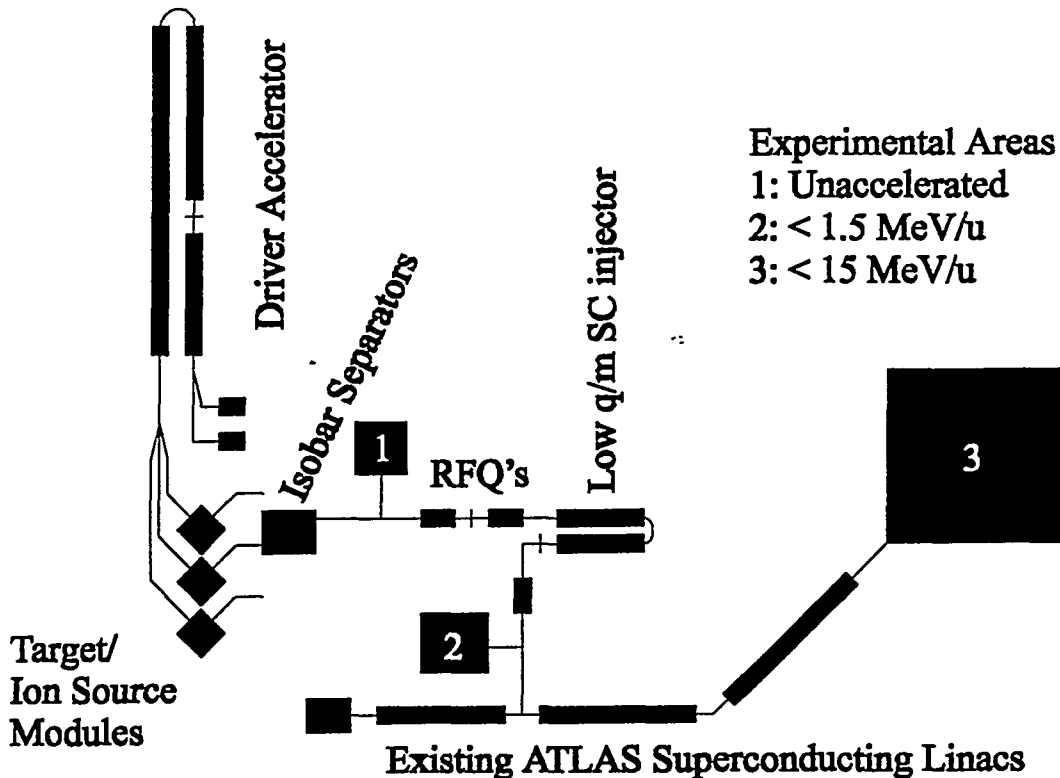 Driver Accelerator
Experimental Areas
1: Unaccelerated
2: < 1.5 MeV/u
3: < 15 MeV/u
Isobar Separators
Low q/m SC injector
1
RFQ's
3
2
Target/
Ion Source
Modules
Existing ATLAS Superconducting Linacs